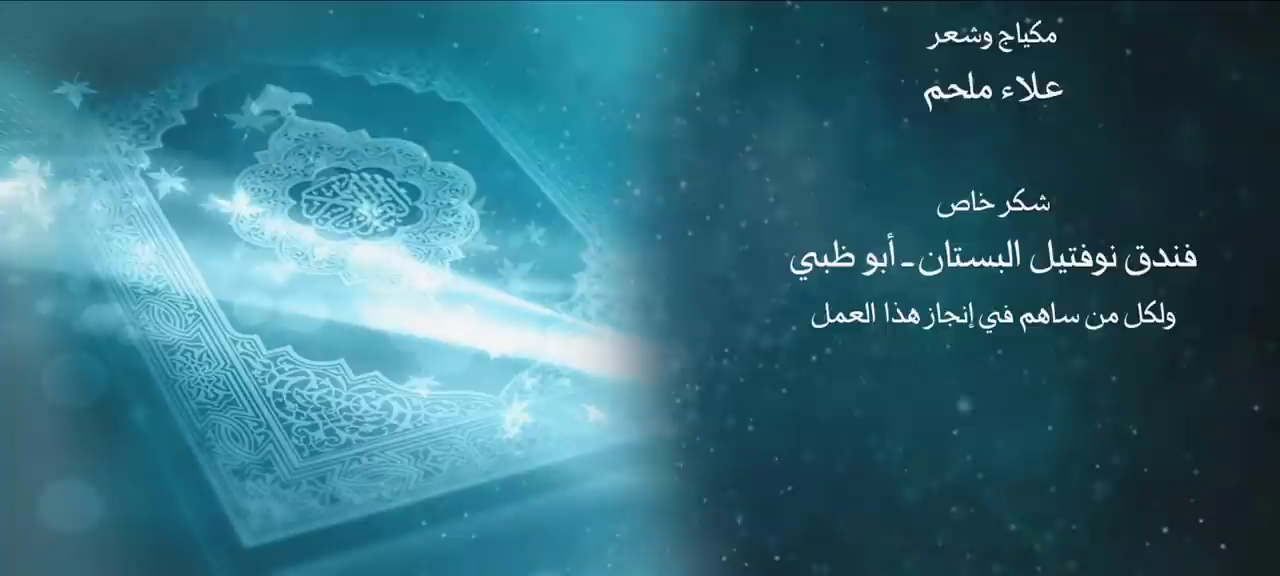 مكياج وشعر
علاء ملحم
شكر خاص
فندق نوفتيل البستان - أبو ظبي
ولكل من ساهم في إنجاز هذا العمل